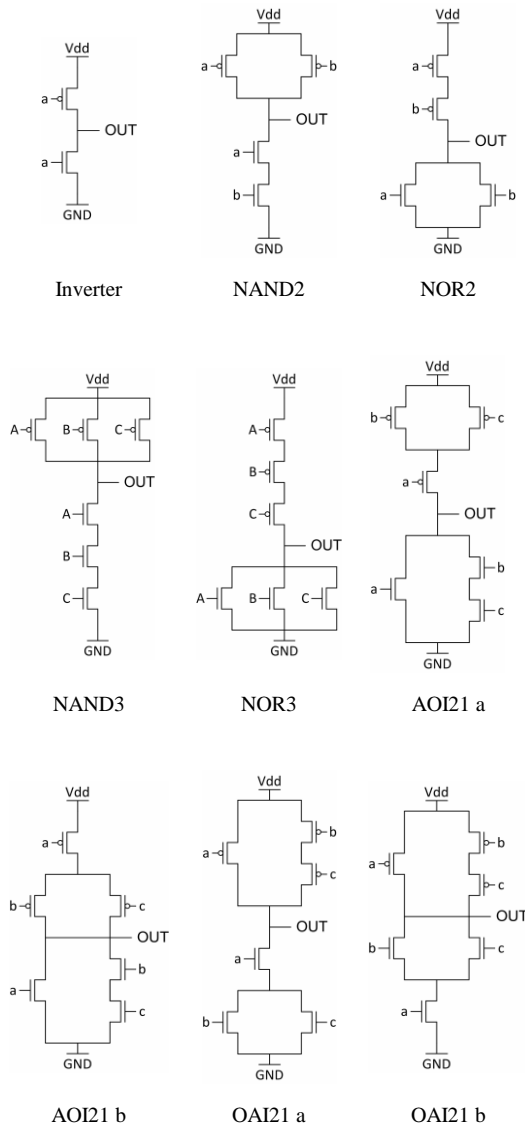 Vdd
a
OUT
a
GND
Inverter
Vdd
a b
OUT
a
b
GND
NAND2
Vdd
a
b
OUT
a b
GND
NOR2
Vdd
A B C
OUT
A
B
C
GND
NAND3
Vdd
A
B
C
OUT
A B C
GND
NOR3
Vdd
b c
a
OUT
b
a
c
GND
AOI21 a
Vdd
a
b c
OUT
b
a
c
GND
AOI21 b
Vdd
b
a
c
OUT
a
b c
GND
OAI21 a
Vdd
b
a
c
OUT
b c
a
GND
OAI21 b